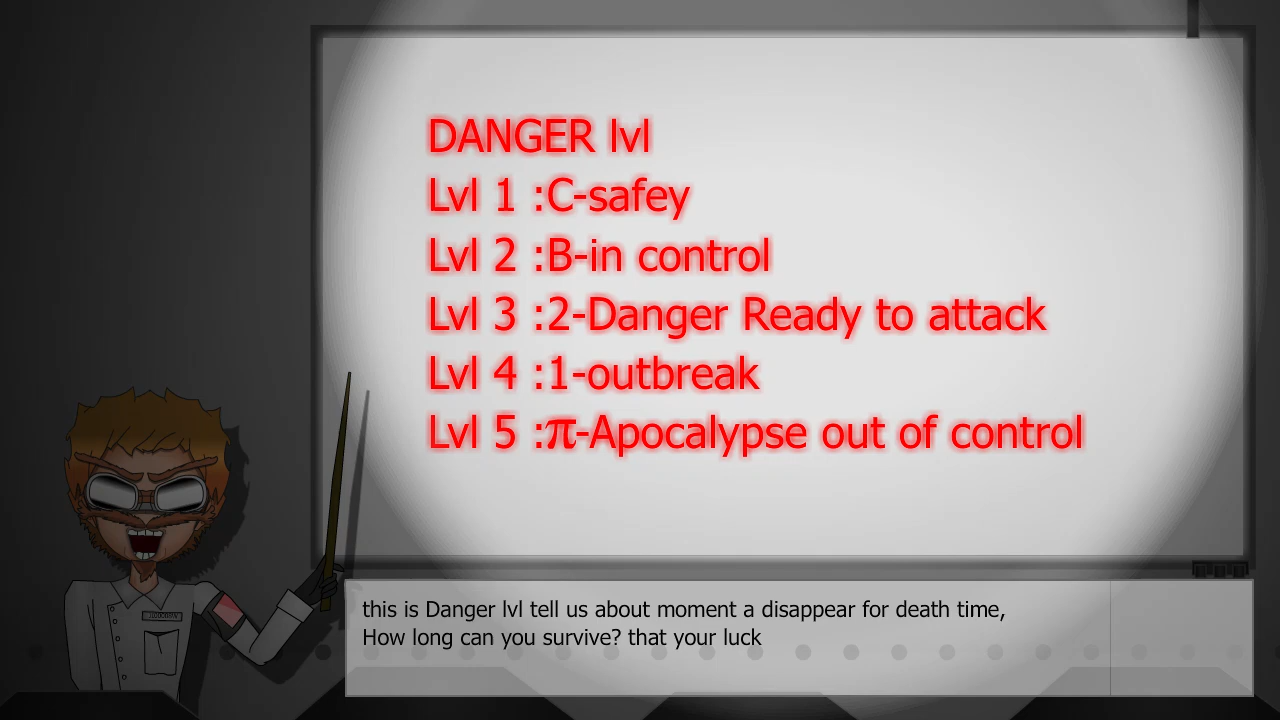 DANGER lvl
Lvl 1 :C-safey
Lvl 2 :B-in control
Lvl 3 :2-Danger Ready to attack
Lvl 4 :1-outbreak
Lvl 5 :π-Apocalypse out of control
this is Danger lvl tell us about moment a disappear for death time,
How long can you survive? that your luck